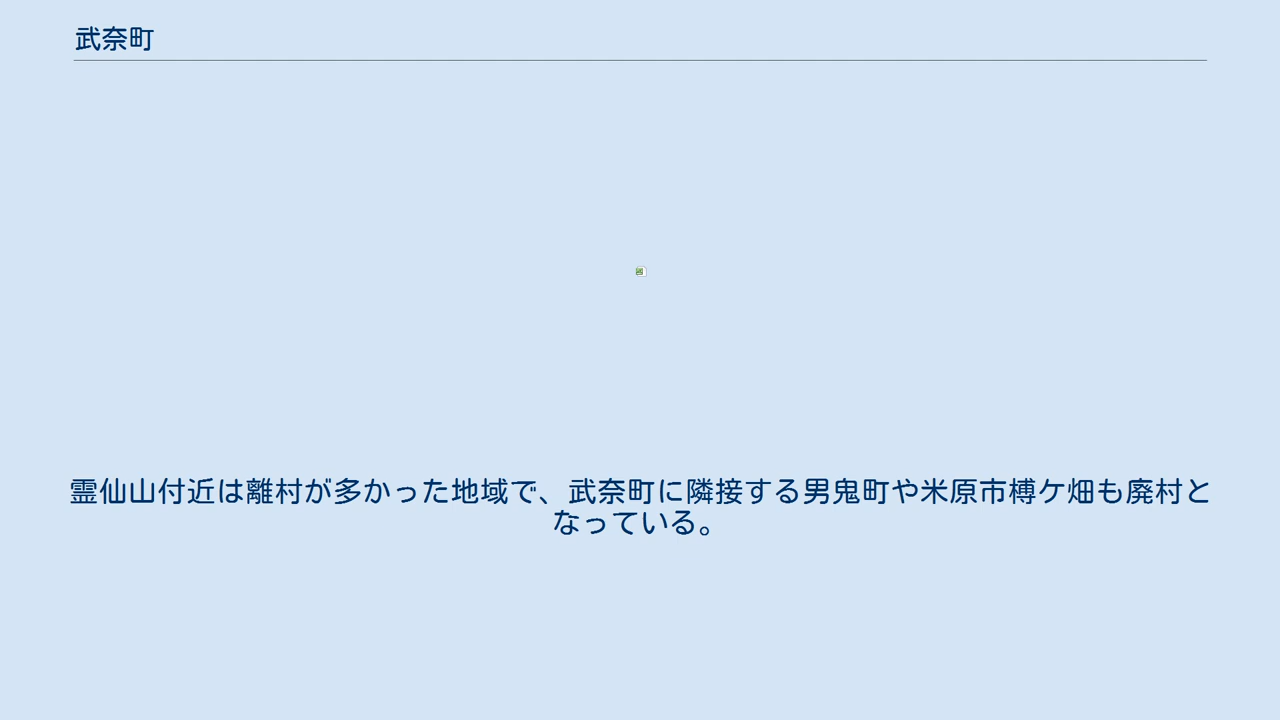 武奈町
霊仙山付近は離村が多かった地域で、武奈町に隣接する男鬼町や米原市榑ケ畑も廃村と
なっている。